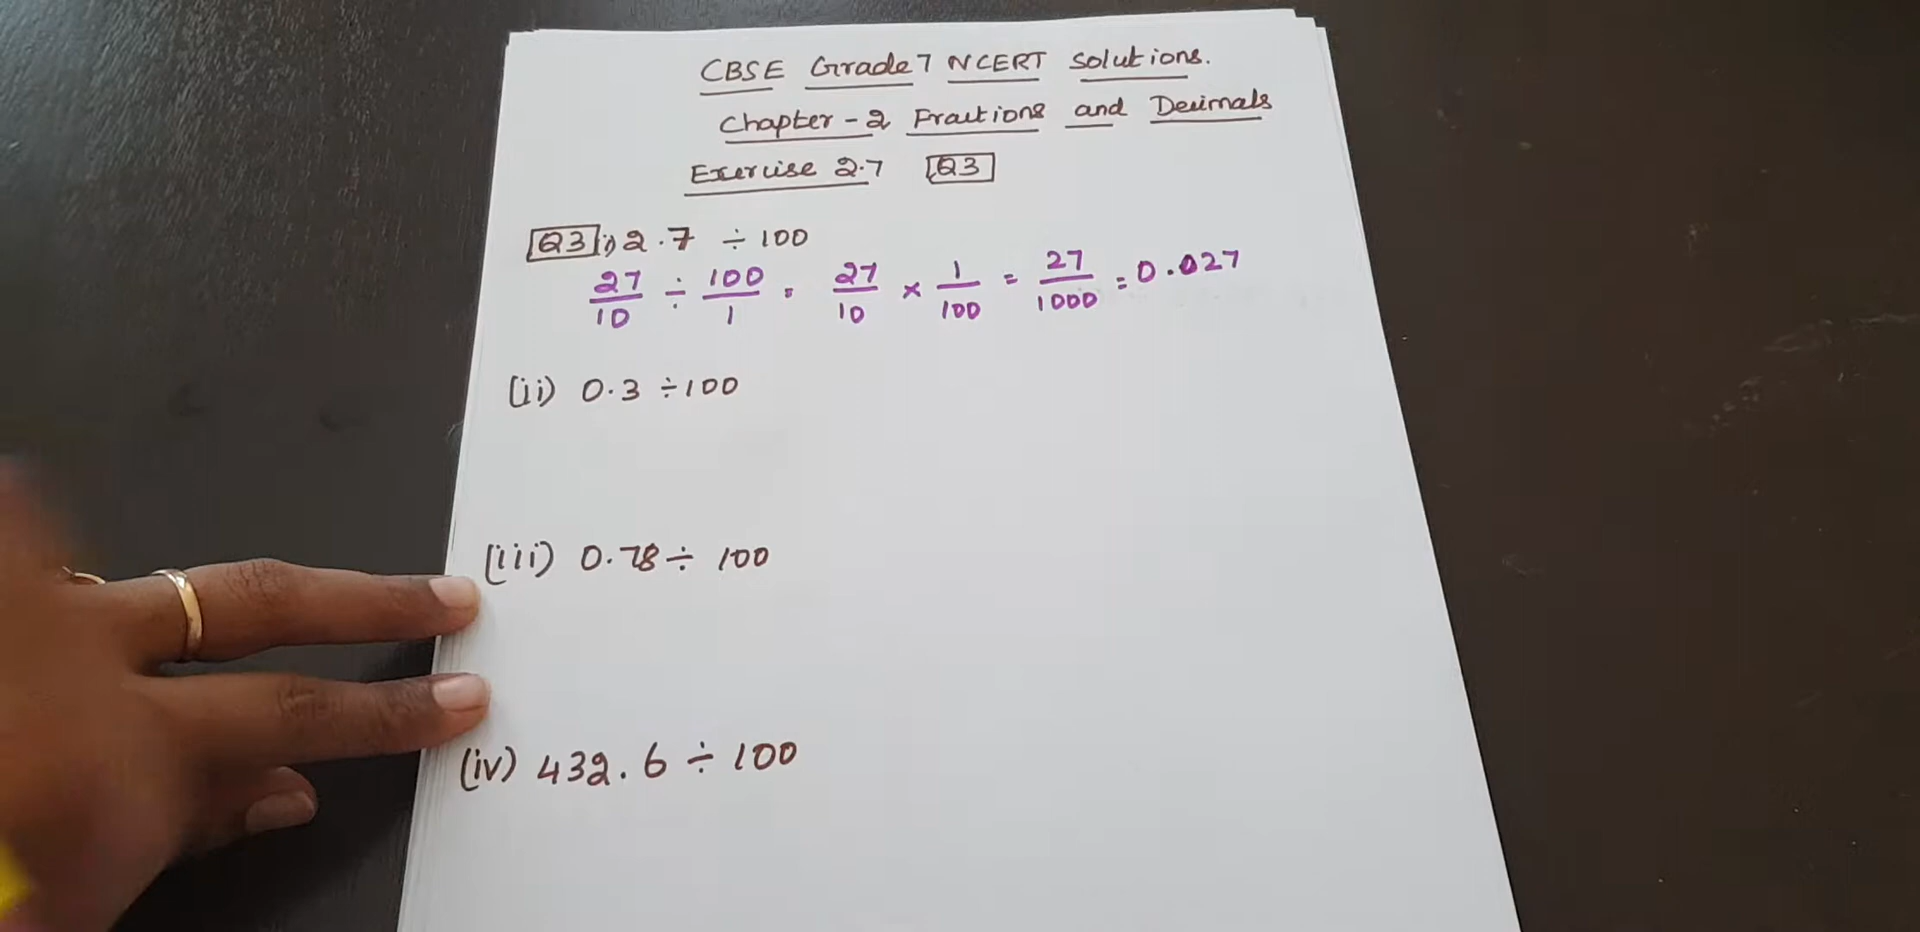 CBSE Grade 7 NCERT Solutions.
Chapter - 2 Fractions and Decimals
Exercise 2.7 Q3
Q3 i) 2.7 ÷ 100
27/10 ÷ 100/1 = 27/10 × 1/100 = 27/1000 = 0.027
(ii) 0.3 ÷ 100
(iii) 0.78 ÷ 100
(iv) 432.6 ÷ 100